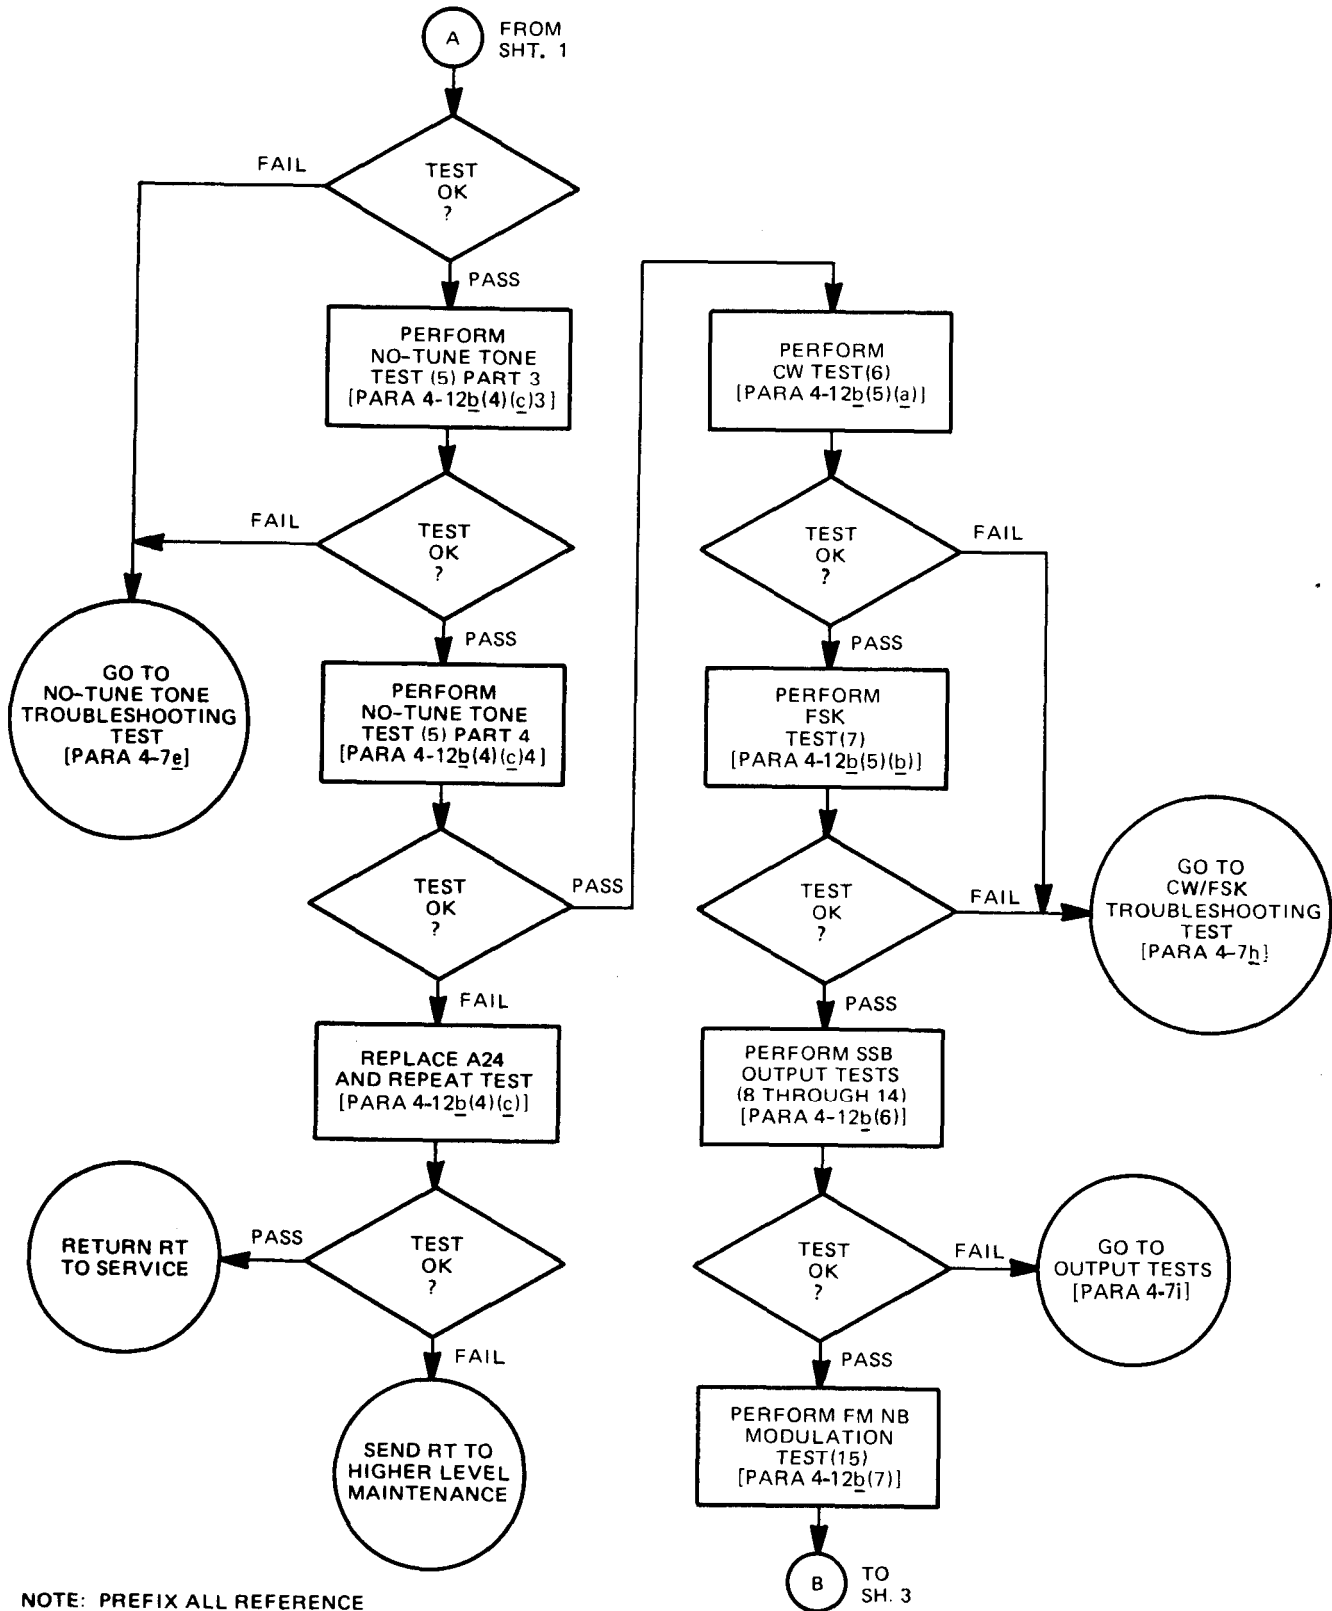 A
FROM
SHT. 1
TEST
OK
?
FAIL
PASS
PERFORM
NO-TUNE TONE
TEST (5) PART 3
[PARA 4-12b(4)(c)3]
TEST
OK
?
FAIL
PASS
GO TO
NO-TUNE TONE
TROUBLESHOOTING
TEST
[PARA 4-7e]
PERFORM
NO-TUNE TONE
TEST (5) PART 4
[PARA 4-12b(4)(c)4]
TEST
OK
?
PASS
FAIL
REPLACE A24
AND REPEAT TEST
[PARA 4-12b(4)(c)]
TEST
OK
?
PASS
RETURN RT
TO SERVICE
FAIL
SEND RT TO
HIGHER LEVEL
MAINTENANCE
PERFORM
CW TEST(6)
[PARA 4-12b(5)(a)]
TEST
OK
?
FAIL
PASS
PERFORM
FSK
TEST(7)
[PARA 4-12b(5)(b)]
TEST
OK
?
FAIL
GO TO
CW/FSK
TROUBLESHOOTING
TEST
[PARA 4-7h]
PASS
PERFORM SSB
OUTPUT TESTS
(8 THROUGH 14)
[PARA 4-12b(6)]
TEST
OK
?
FAIL
GO TO
OUTPUT TESTS
[PARA 4-7i]
PASS
PERFORM FM NB
MODULATION
TEST(15)
[PARA 4-12b(7)]
B
TO
SH. 3
NOTE: PREFIX ALL REFERENCE